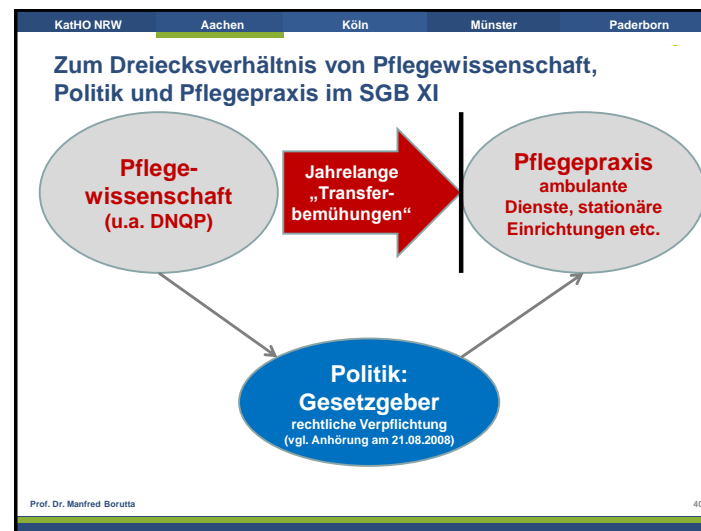 KatHO NRW Aachen Köln Münster Paderborn
Zum Dreiecksverhältnis von Pflegewissenschaft,
Politik und Pflegepraxis im SGB XI
Pflege-
wissenschaft
(u.a. DNQP)
Jahrelange
„Transfer-
bemühungen“
Pflegepraxis
ambulante
Dienste, stationäre
Einrichtungen etc.
Politik:
Gesetzgeber
rechtliche Verpflichtung
(vgl. Anhörung am 21.08.2008)
Prof. Dr. Manfred Borutta
40